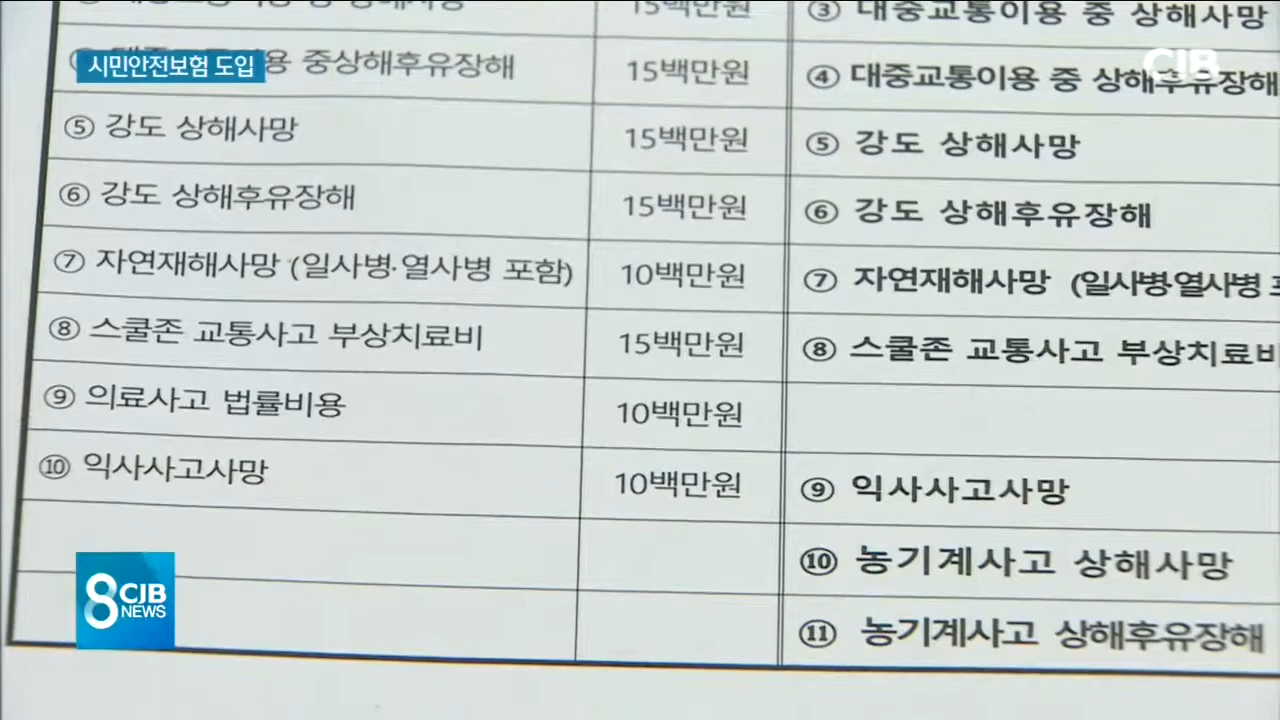 15백만원 ③ 대중교통이용 중 상해사망
시민안전보험 도입
용 중상해후유장해 15백만원 ④ 대중교통이용 중 상해후유장해
CJB
⑤ 강도 상해사망 15백만원 ⑤ 강도 상해사망
⑥ 강도 상해후유장해 15백만원 ⑥ 강도 상해후유장해
⑦ 자연재해사망 (일사병·열사병 포함) 10백만원 ⑦ 자연재해사망 (일사병·열사병
⑧ 스쿨존 교통사고 부상치료비 15백만원 ⑧ 스쿨존 교통사고 부상치료비
⑨ 의료사고 법률비용 10백만원
⑩ 익사사고사망 10백만원 ⑨ 익사사고사망
⑩ 농기계사고 상해사망
⑪ 농기계사고 상해후유장해
8 CJB
NEWS